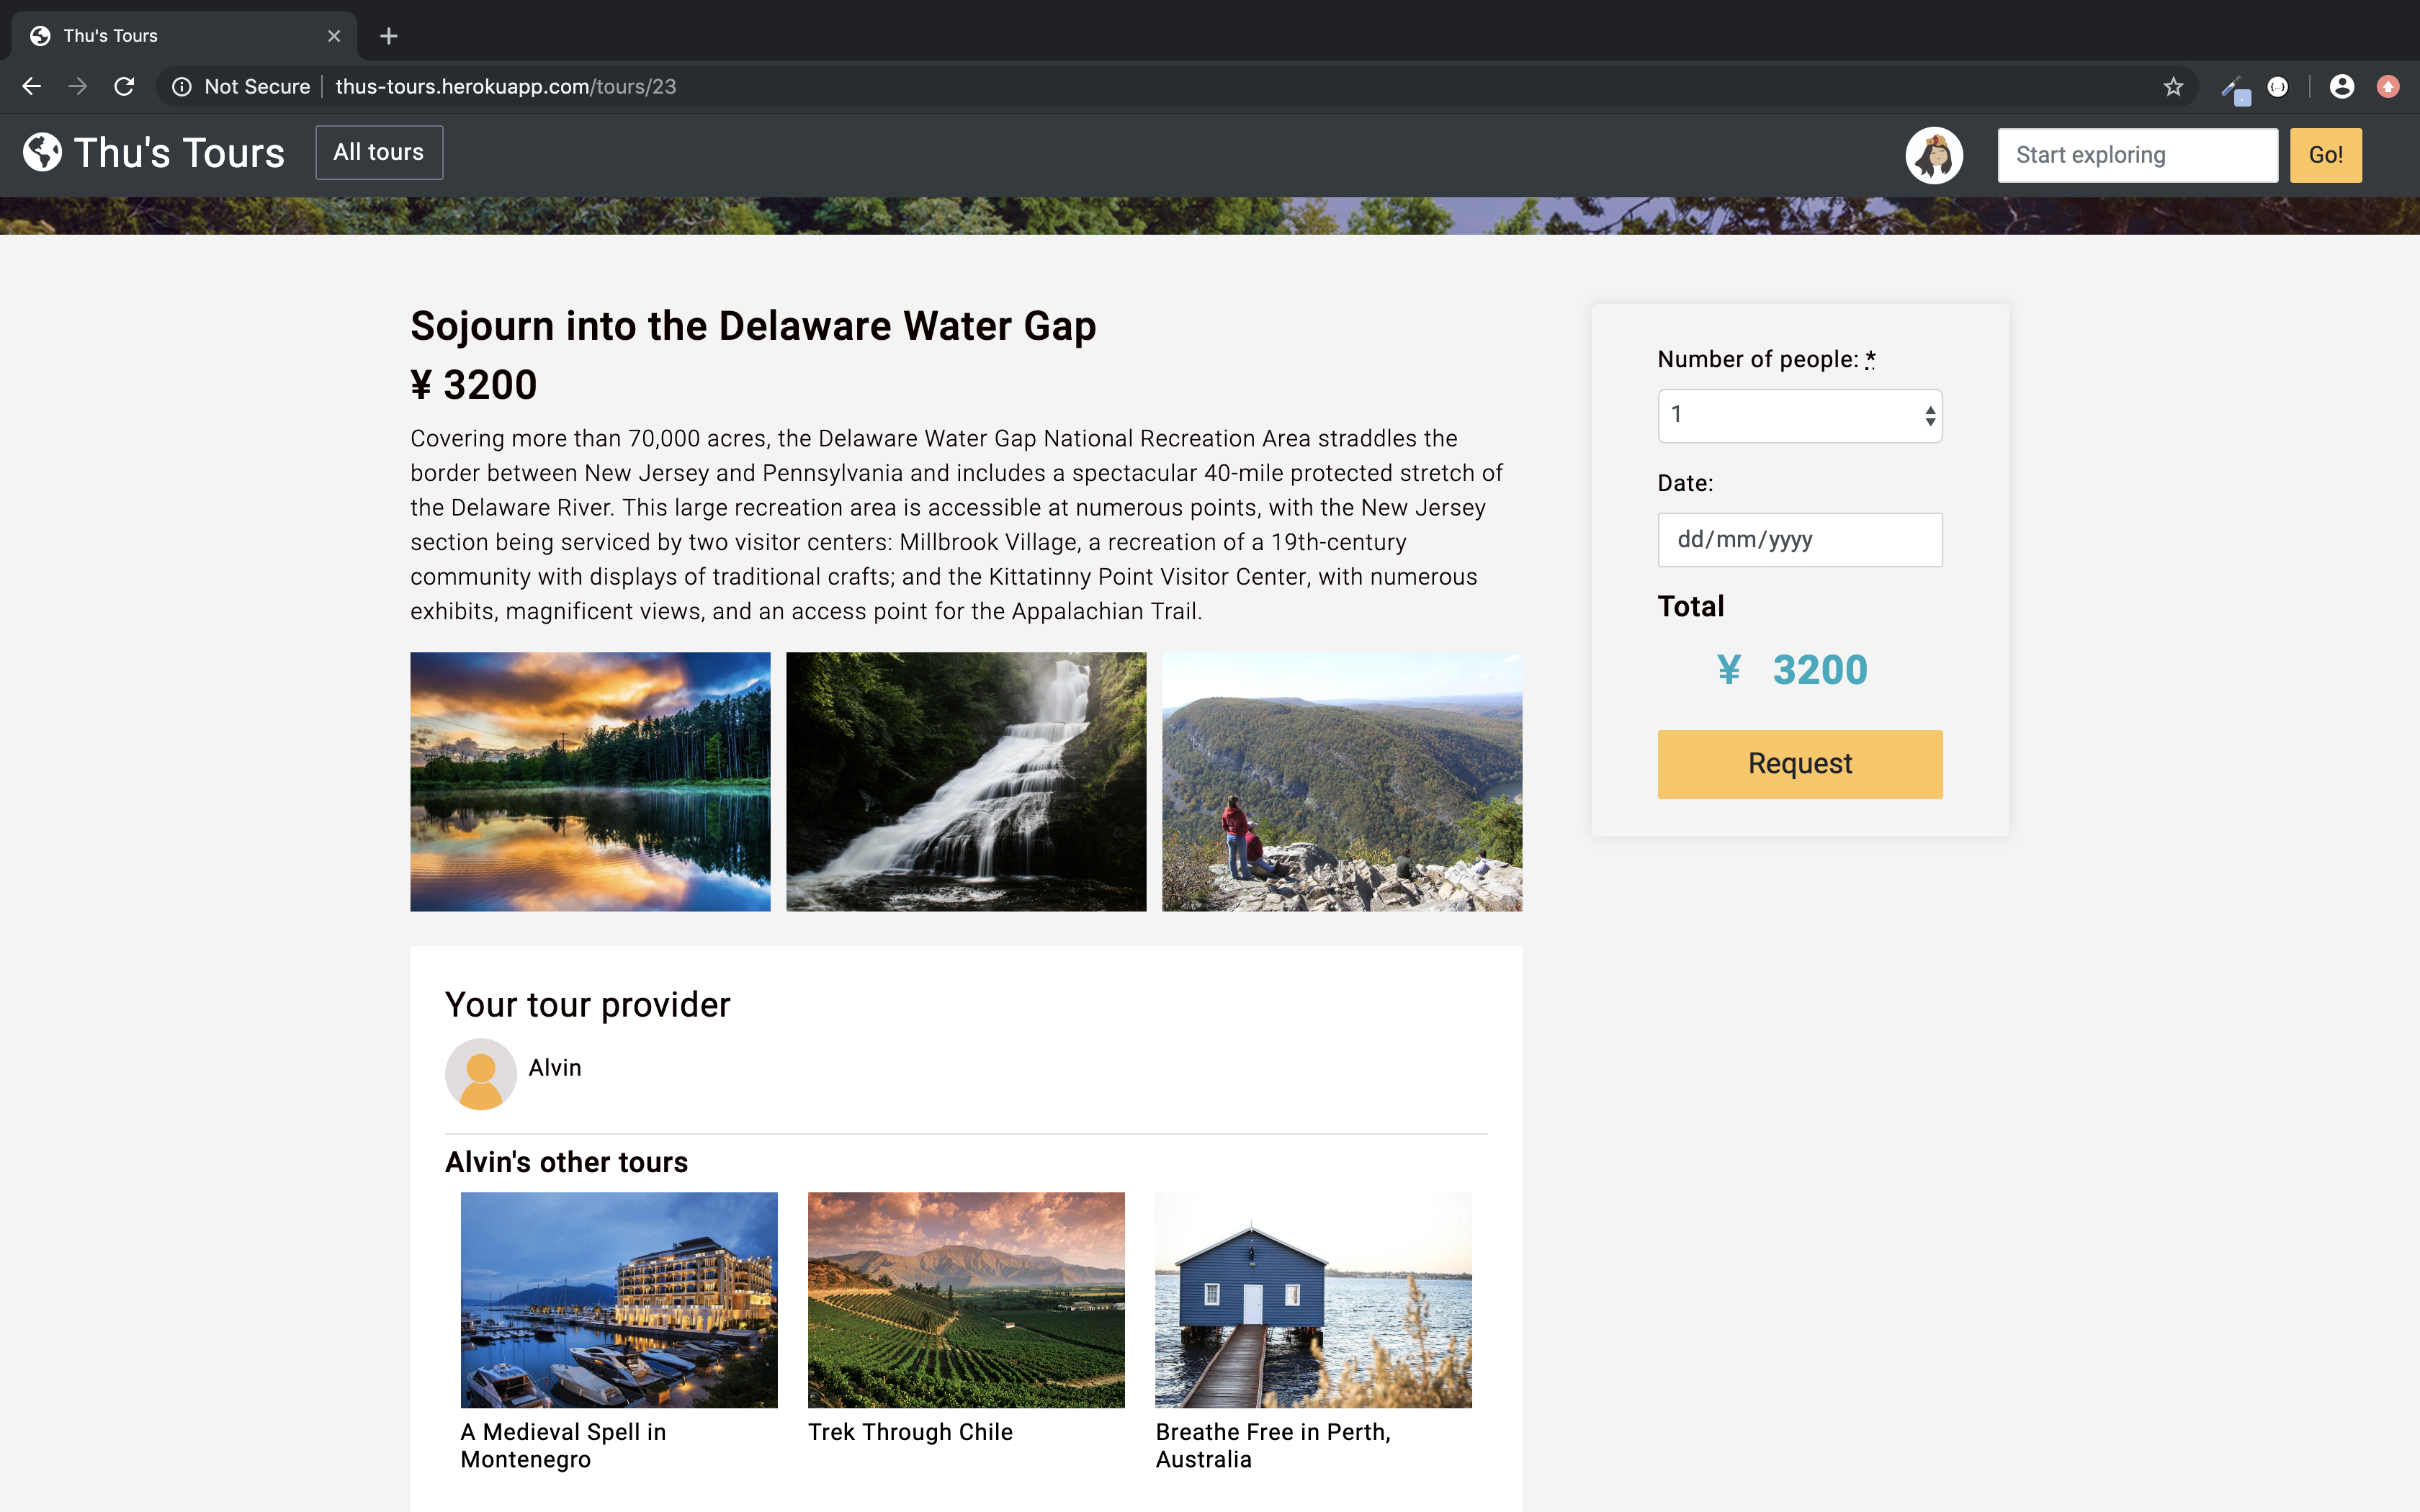 Thu's Tours
Not Secure
thus-tours.herokuapp.com/tours/23
Thu's Tours
All tours
Start exploring
Go!
Sojourn into the Delaware Water Gap
¥ 3200
Covering more than 70,000 acres, the Delaware Water Gap National Recreation Area straddles the
border between New Jersey and Pennsylvania and includes a spectacular 40-mile protected stretch of
the Delaware River. This large recreation area is accessible at numerous points, with the New Jersey
section being serviced by two visitor centers: Millbrook Village, a recreation of a 19th-century
community with displays of traditional crafts; and the Kittatinny Point Visitor Center, with numerous
exhibits, magnificent views, and an access point for the Appalachian Trail.
Number of people: *
1
Date:
dd/mm/yyyy
Total
¥ 3200
Request
Your tour provider
Alvin
Alvin's other tours
A Medieval Spell in
Montenegro
Trek Through Chile
Breathe Free in Perth,
Australia